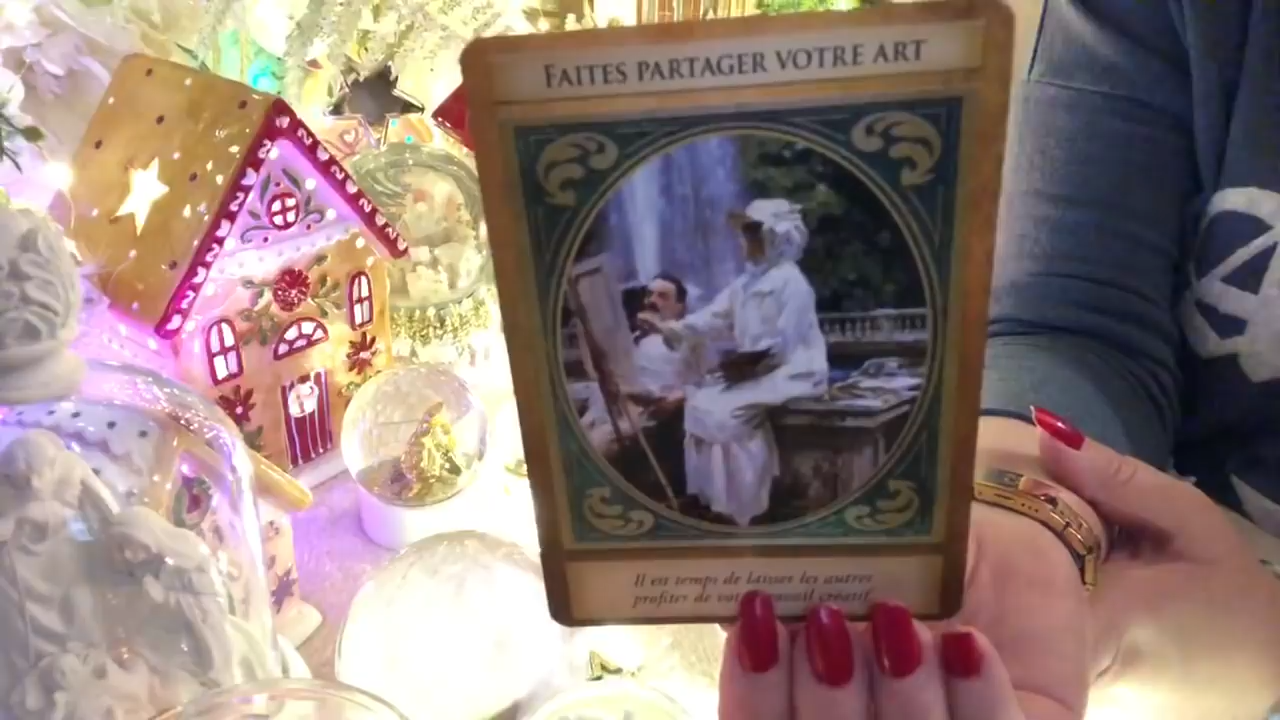 FAITES PARTAGER VOTRE ART
Il est temps de laisser les autres
profiter de votre travail créatif